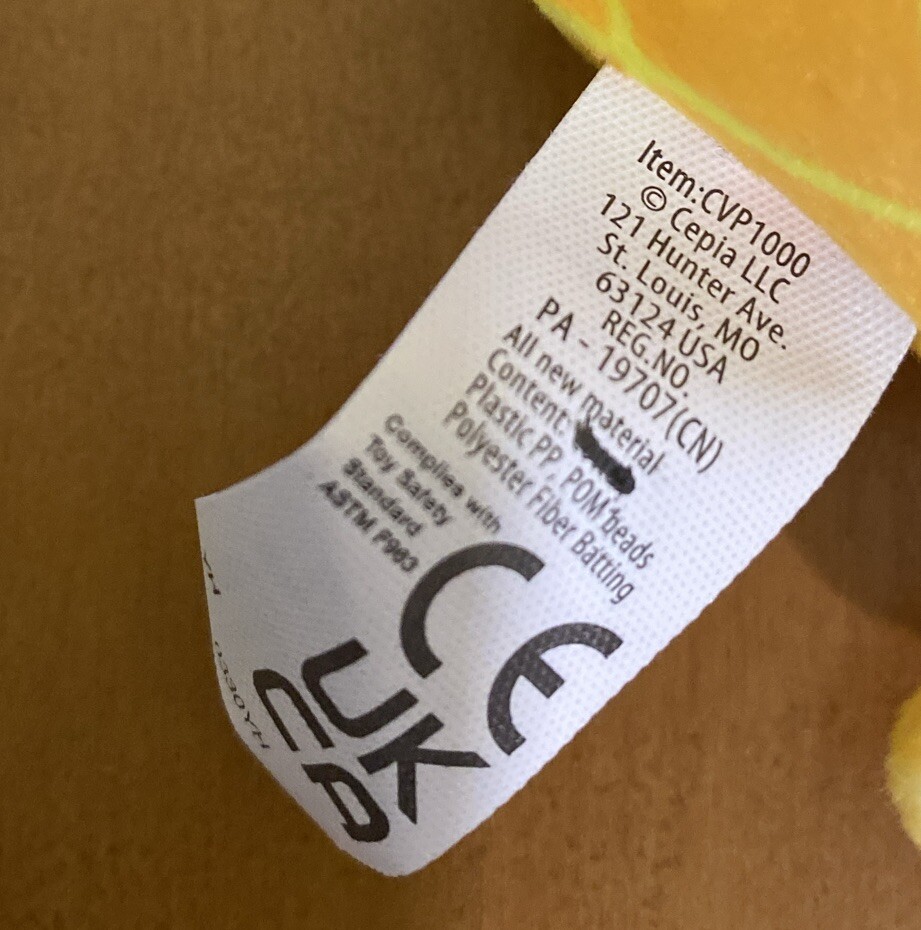 Item:CVP1000
© Cepia LLC
121 Hunter Ave.
St. Louis, MO
63124 USA
REG.NO.
PA - 19707(CN)
All new material
Content:
Plastic PP, POM beads
Polyester Fiber Batting
Complies with
Toy Safety
Standard
ASTM F963
CE
UK
CA